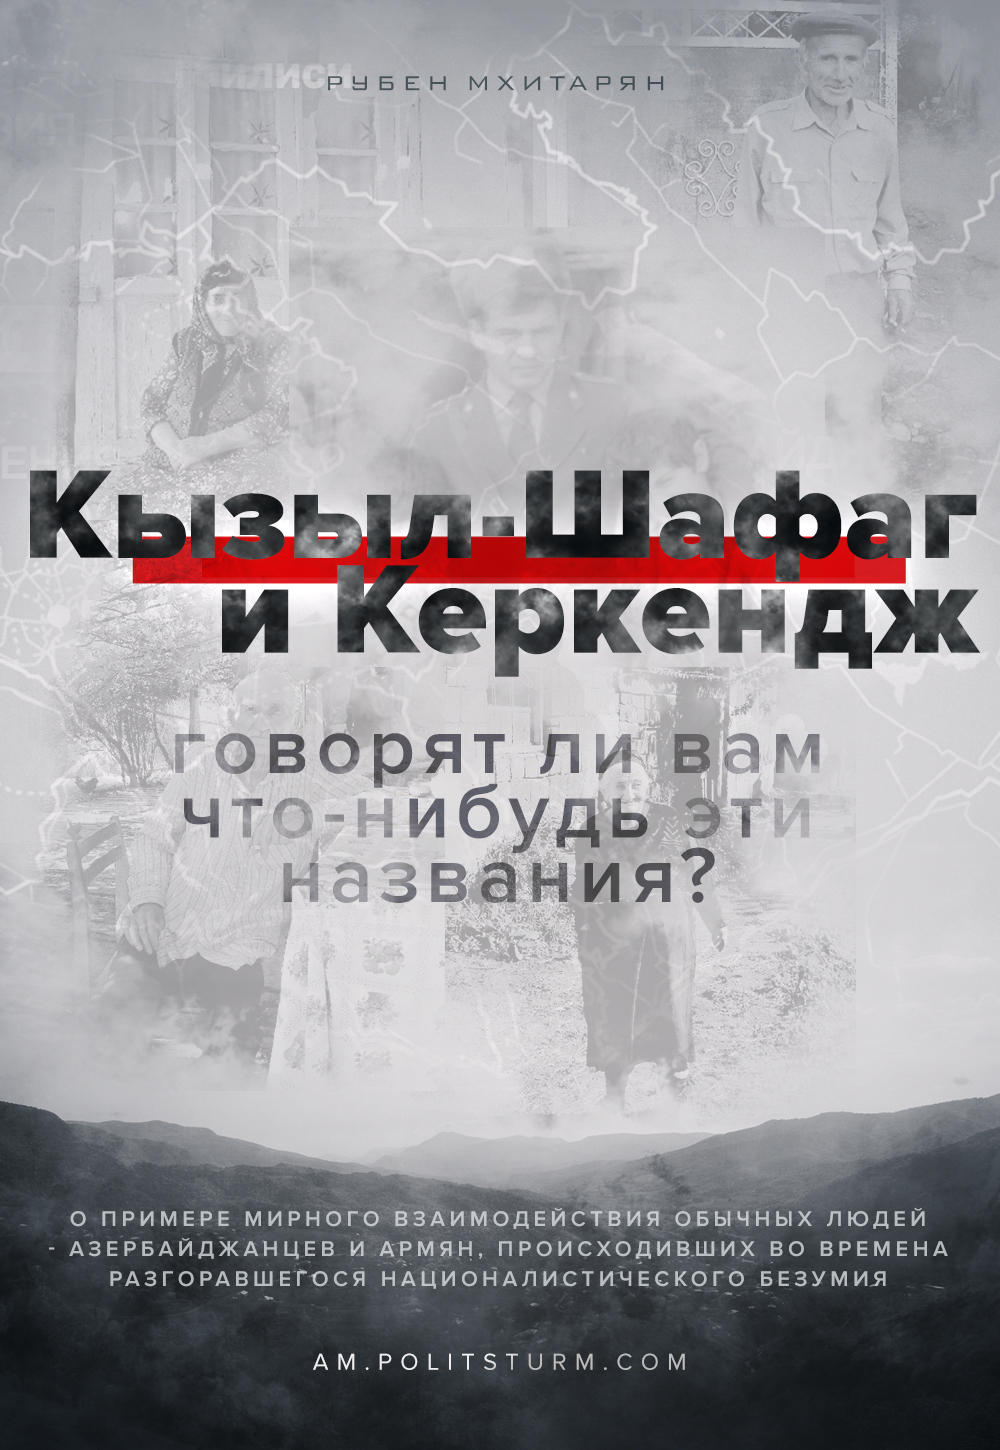 РУБЕН МХИТАРЯН
Кызыл-Шафаг
и Керкендж
говорят ли вам
что-нибудь эти
названия?
О ПРИМЕРЕ МИРНОГО ВЗАИМОДЕЙСТВИЯ ОБЫЧНЫХ ЛЮДЕЙ
- АЗЕРБАЙДЖАНЦЕВ И АРМЯН, ПРОИСХОДИВШИХ ВО ВРЕМЕНА
РАЗГОРАВШЕГОСЯ НАЦИОНАЛИСТИЧЕСКОГО БЕЗУМИЯ
AM.POLITSTURM.COM